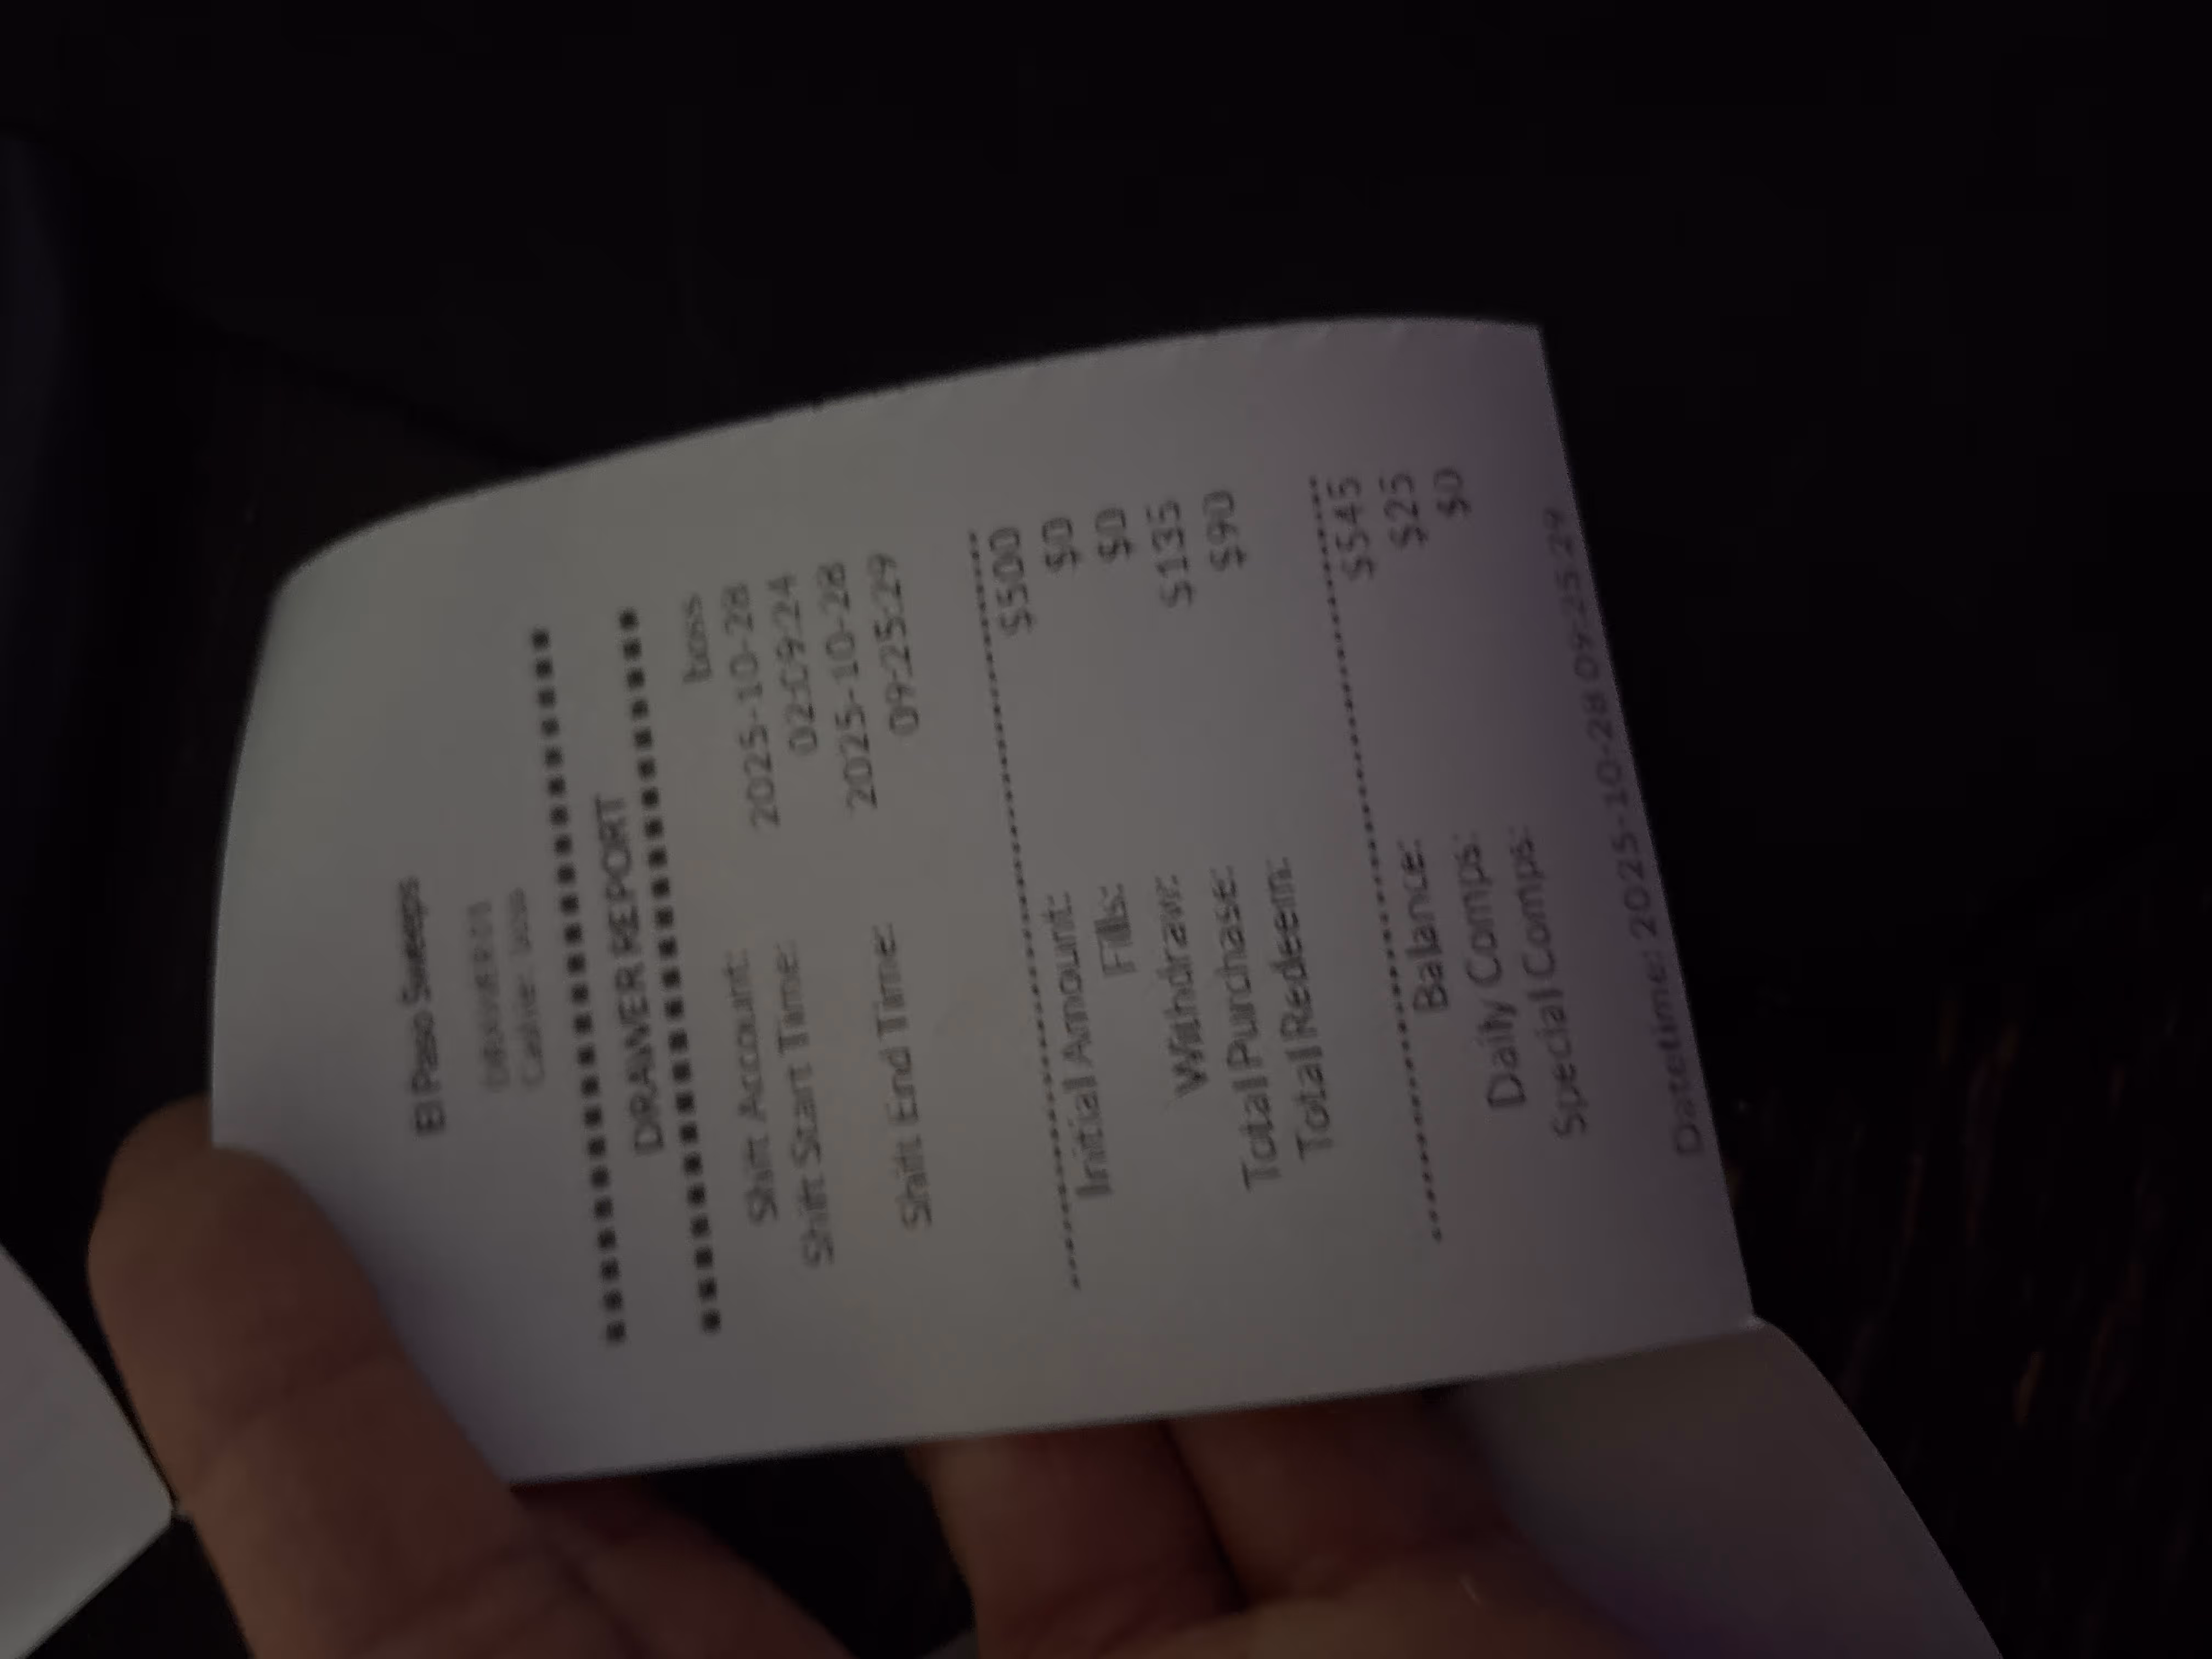 El Paso Sweeps
Cashier: boss
DRAWER REPORT
Shift Account: boss
Shift Start Time: 2025-10-28
02:09:24
Shift End Time: 2025-10-28
09:25:29
Initial Amount: $500
Fills: $0
Withdraw: $0
Total Purchase: $135
Total Redeem: $90
Balance: $545
Daily Comps: $25
Special Comps: $0
Datetime: 2025-10-28 09:25:29